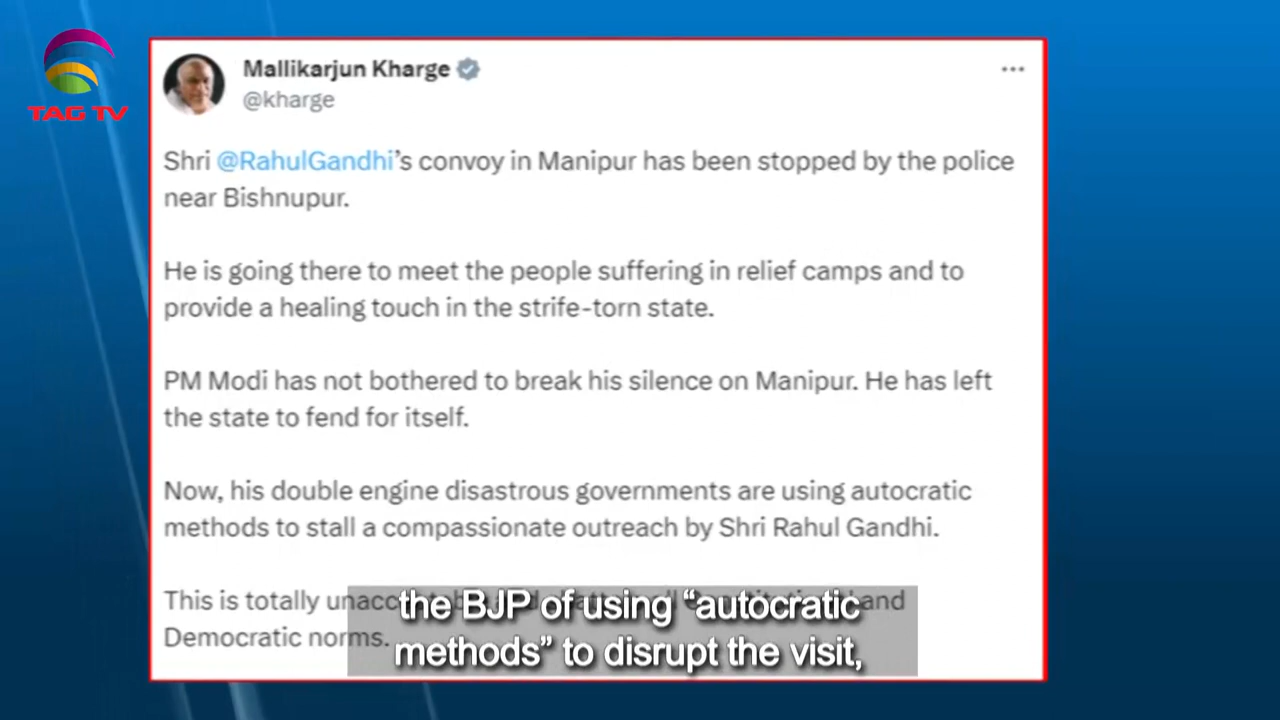 TAG TV
Mallikarjun Kharge
@kharge
Shri @RahulGandhi's convoy in Manipur has been stopped by the police
near Bishnupur.
He is going there to meet the people suffering in relief camps and to
provide a healing touch in the strife-torn state.
PM Modi has not bothered to break his silence on Manipur. He has left
the state to fend for itself.
Now, his double engine disastrous governments are using autocratic
methods to stall a compassionate outreach by Shri Rahul Gandhi.
This is totally and
Democratic norms.
the BJP of using “autocratic
methods” to disrupt the visit,